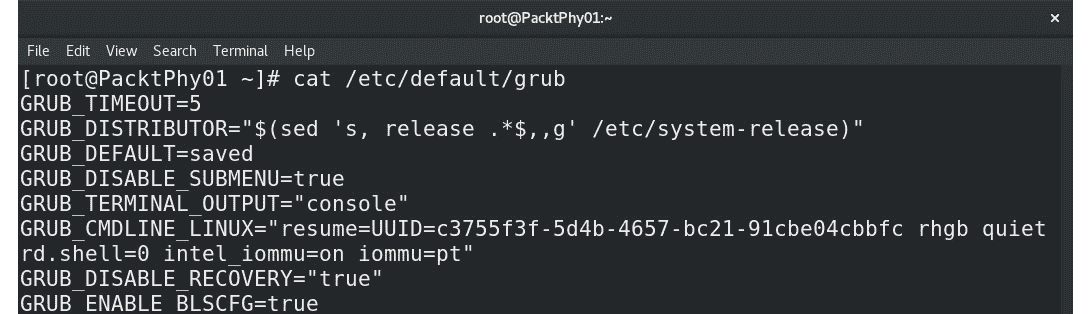 root@PacktPhy01:~ ×
File Edit View Search Terminal Help
[root@PacktPhy01 ~]# cat /etc/default/grub
GRUB_TIMEOUT=5
GRUB_DISTRIBUTOR="$(sed 's, release .*$,,g' /etc/system-release)"
GRUB_DEFAULT=saved
GRUB_DISABLE_SUBMENU=true
GRUB_TERMINAL_OUTPUT="console"
GRUB_CMDLINE_LINUX="resume=UUID=c3755f3f-5d4b-4657-bc21-91cbe04cbbfc rhgb quiet
rd.shell=0 intel_iommu=on iommu=pt"
GRUB_DISABLE_RECOVERY="true"
GRUB_ENABLE_BLSCFG=true